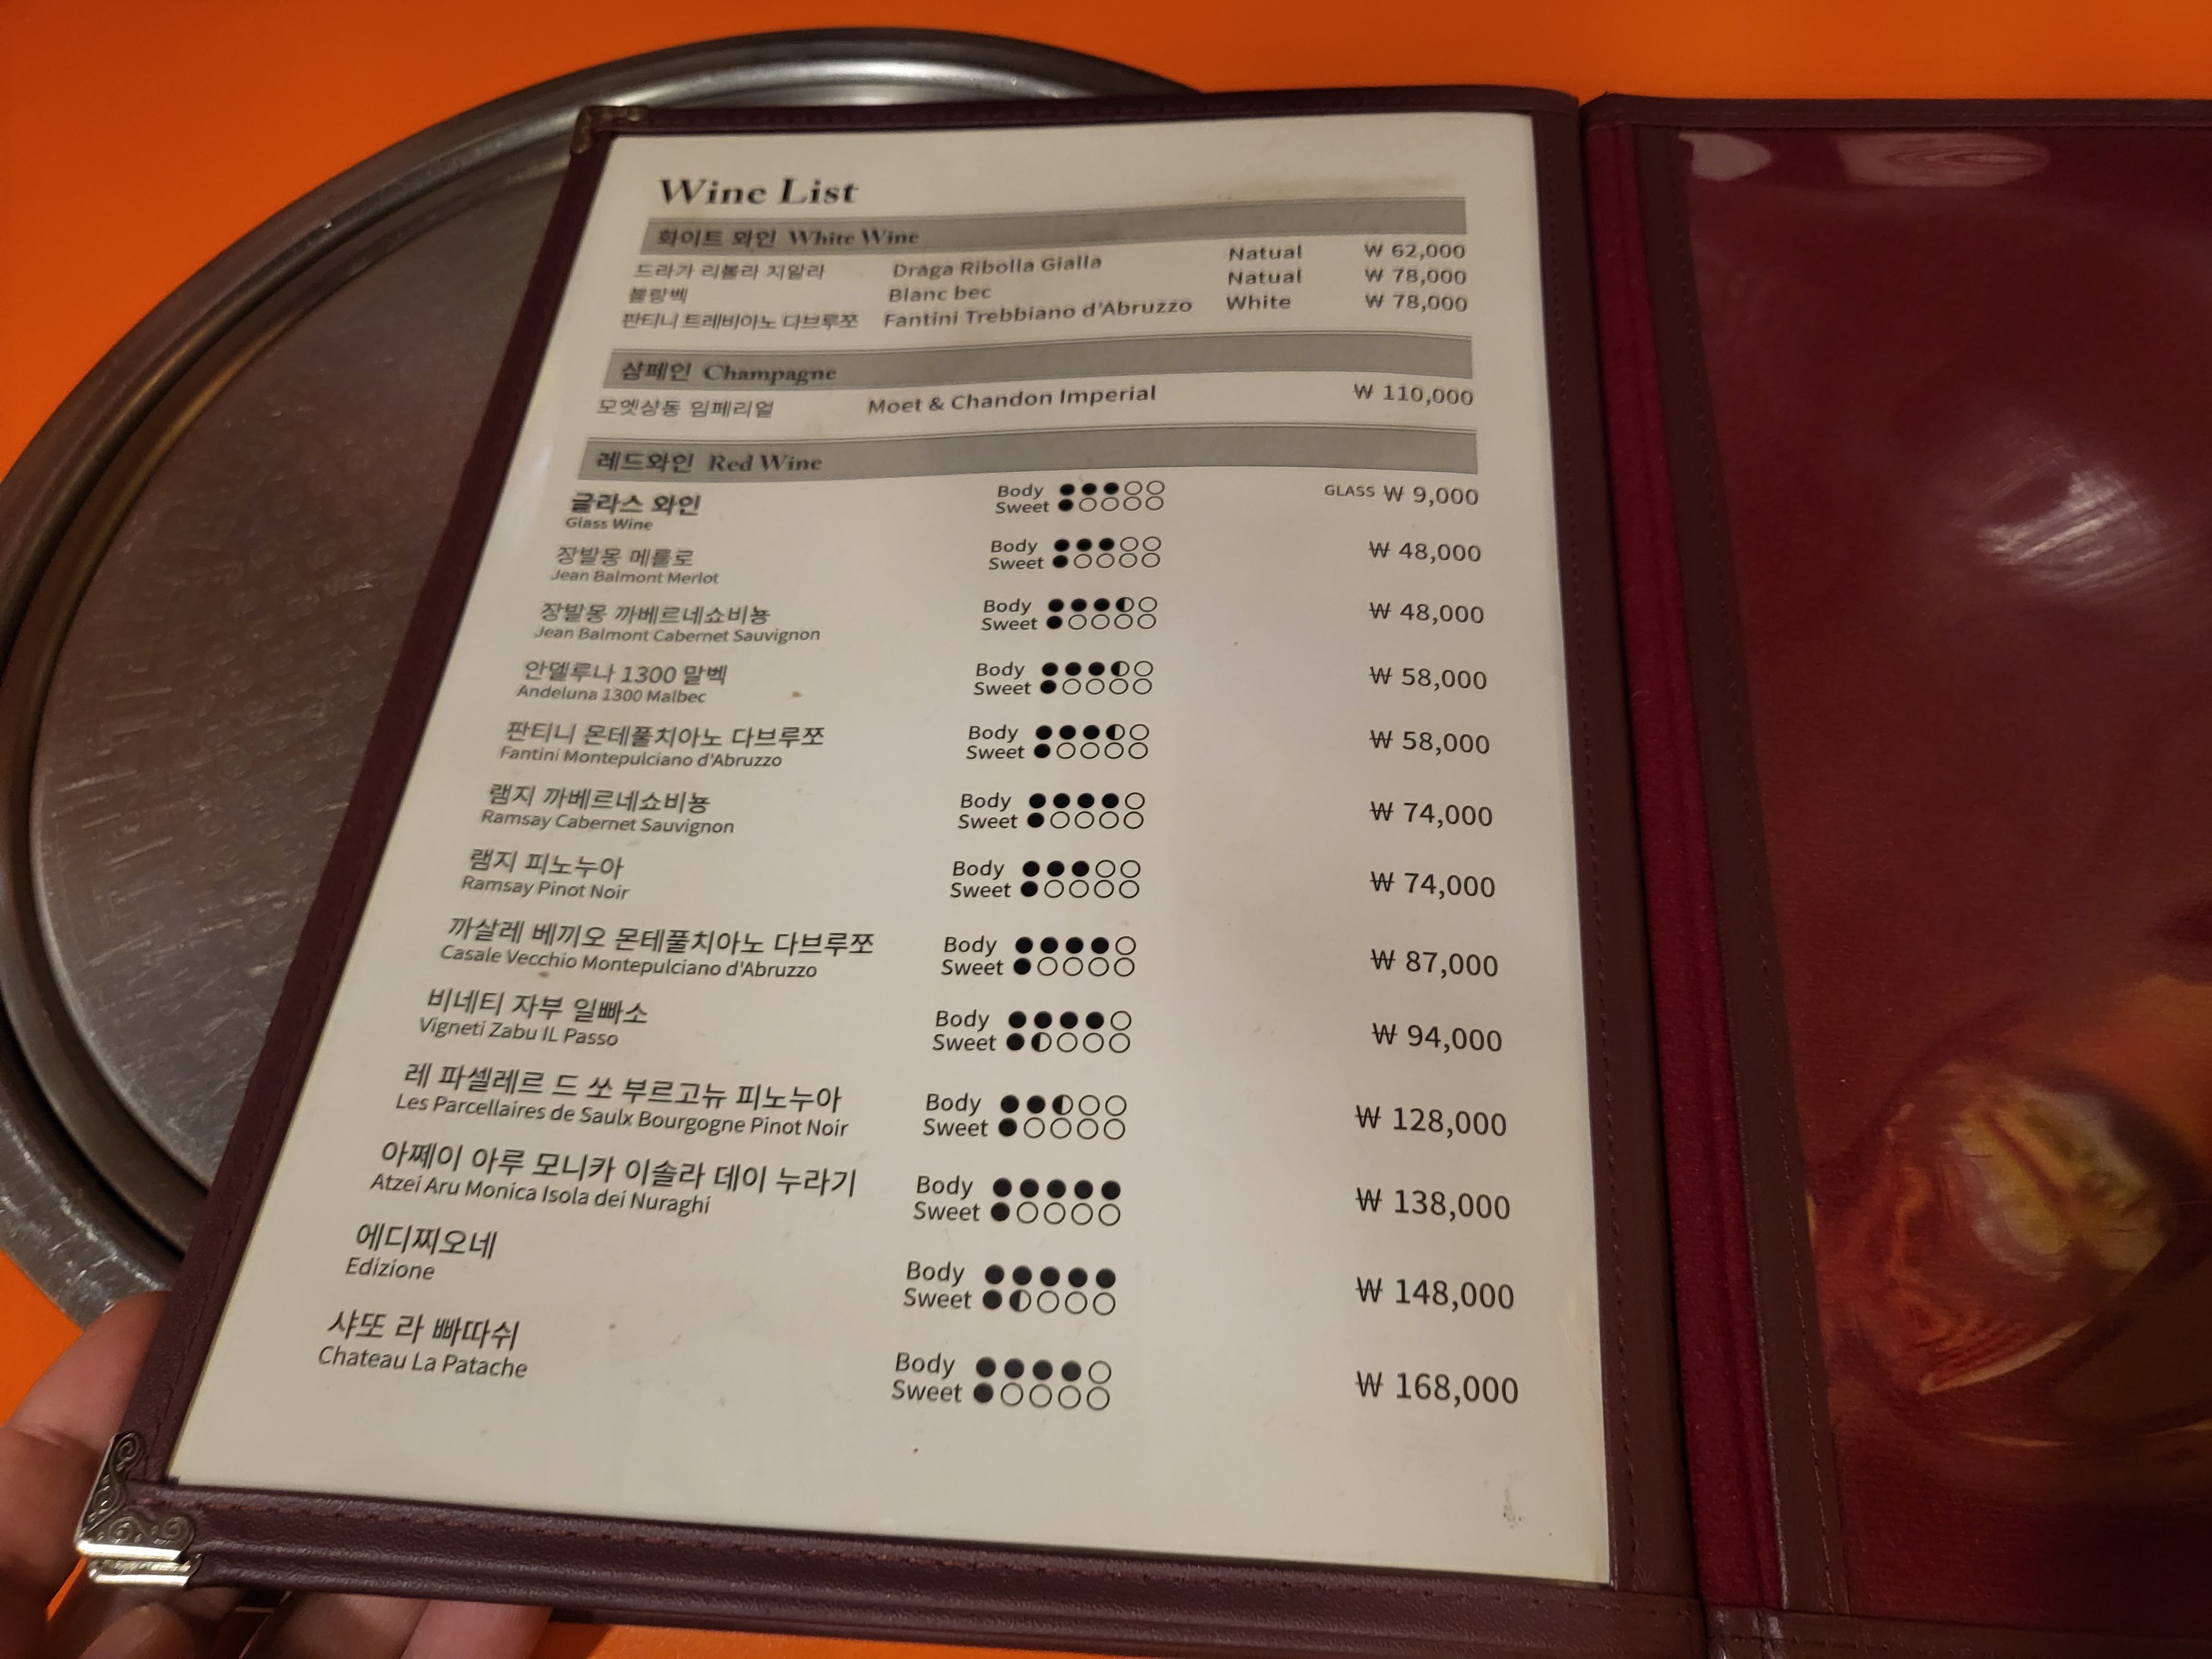 Wine List
화이트 와인 White Wine
드라가 리볼라 지알라 Draga Ribolla Gialla Natual ₩ 62,000
블랑벡 Blanc bec Natual ₩ 78,000
판티니 트레비아노 다브루쪼 Fantini Trebbiano d'Abruzzo White ₩ 78,000
샴페인 Champagne
모엣샹동 임페리얼 Moet & Chandon Imperial ₩ 110,000
레드와인 Red Wine
글라스 와인 Body ●●●○○ GLASS ₩ 9,000
Glass Wine Sweet ●○○○○
장발몽 메를로 Body ●●●○○ ₩ 48,000
Jean Balmont Merlot Sweet ●○○○○
장발몽 까베르네쇼비뇽 Body ●●●◐○ ₩ 48,000
Jean Balmont Cabernet Sauvignon Sweet ●○○○○
안델루나 1300 말벡 Body ●●●◐○ ₩ 58,000
Andeluna 1300 Malbec Sweet ●○○○○
판티니 몬테풀치아노 다브루쪼 Body ●●●◐○ ₩ 58,000
Fantini Montepulciano d'Abruzzo Sweet ●○○○○
램지 까베르네쇼비뇽 Body ●●●●○ ₩ 74,000
Ramsay Cabernet Sauvignon Sweet ●○○○○
램지 피노누아 Body ●●●○○ ₩ 74,000
Ramsay Pinot Noir Sweet ●○○○○
까살레 베끼오 몬테풀치아노 다브루쪼 Body ●●●●○ ₩ 87,000
Casale Vecchio Montepulciano d'Abruzzo Sweet ●○○○○
비네티 자부 일빠소 Body ●●●●○ ₩ 94,000
Vigneti Zabu IL Passo Sweet ●◐○○○
레 파셀레르 드 쏘 부르고뉴 피노누아 Body ●●◐○○ ₩ 128,000
Les Parcellaires de Saulx Bourgogne Pinot Noir Sweet ●○○○○
아쩨이 아루 모니카 이솔라 데이 누라기 Body ●●●●● ₩ 138,000
Atzei Aru Monica Isola dei Nuraghi Sweet ●○○○○
에디찌오네 Body ●●●●● ₩ 148,000
Edizione Sweet ●◐○○○
샤또 라 빠따쉬 Body ●●●●○ ₩ 168,000
Chateau La Patache Sweet ●○○○○